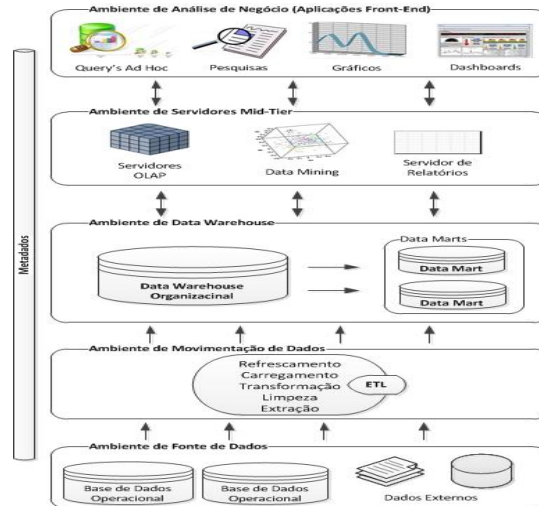 Ambiente de Análise de Negócio (Aplicações Front-End)
Query's Ad Hoc
Pesquisas
Gráficos
Dashboards
Ambiente de Servidores Mid-Tier
Servidores
OLAP
Data Mining
Servidor de
Relatórios
Metadados
Ambiente de Data Warehouse
Data Warehouse
Organizacinal
Data Marts
Data Mart
Data Mart
Ambiente de Movimentação de Dados
Refrescamento
Carregamento
Transformação
Limpeza
Extração
ETL
Ambiente de Fonte de Dados
Base de Dados
Operacional
Base de Dados
Operacional
Dados Externos